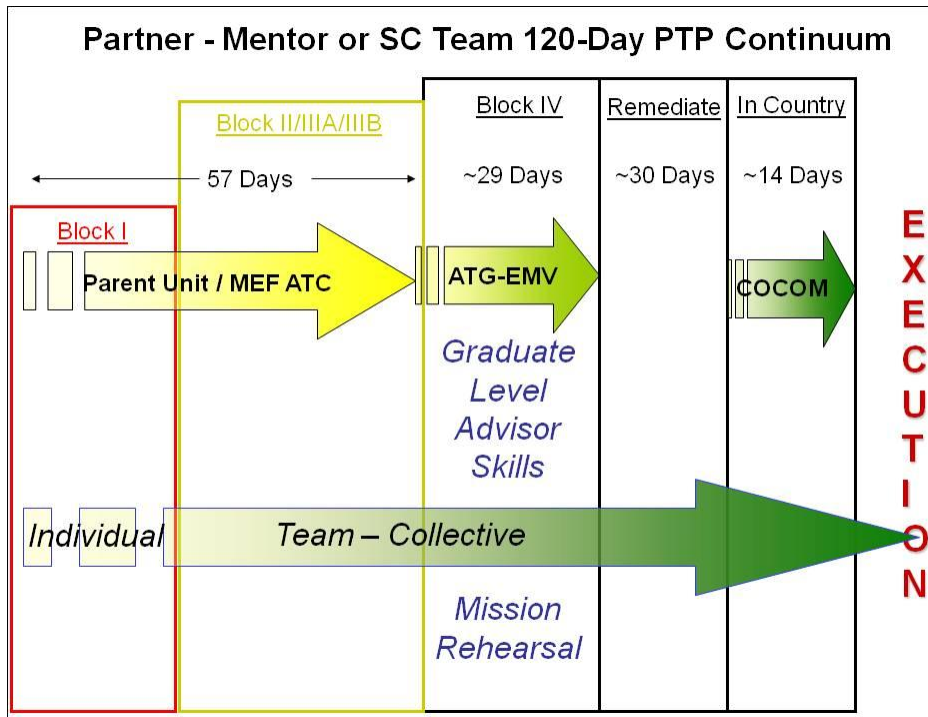 Partner - Mentor or SC Team 120-Day PTP Continuum
Block I
Block II/IIIA/IIIB
57 Days
Parent Unit / MEF ATC
Block IV
~29 Days
ATG-EMV
Graduate
Level
Advisor
Skills
Remediate
~30 Days
In Country
~14 Days
COCOM
Individual
Team – Collective
Mission
Rehearsal
EXECUTION